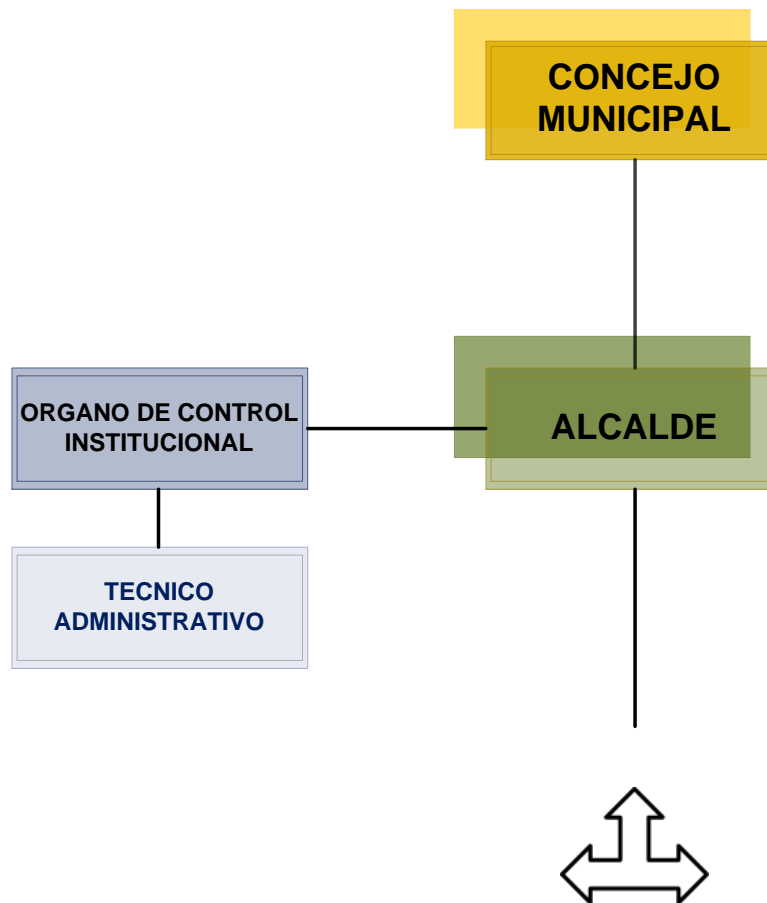 CONCEJO
MUNICIPAL
ORGANO DE CONTROL
INSTITUCIONAL
ALCALDE
TECNICO
ADMINISTRATIVO